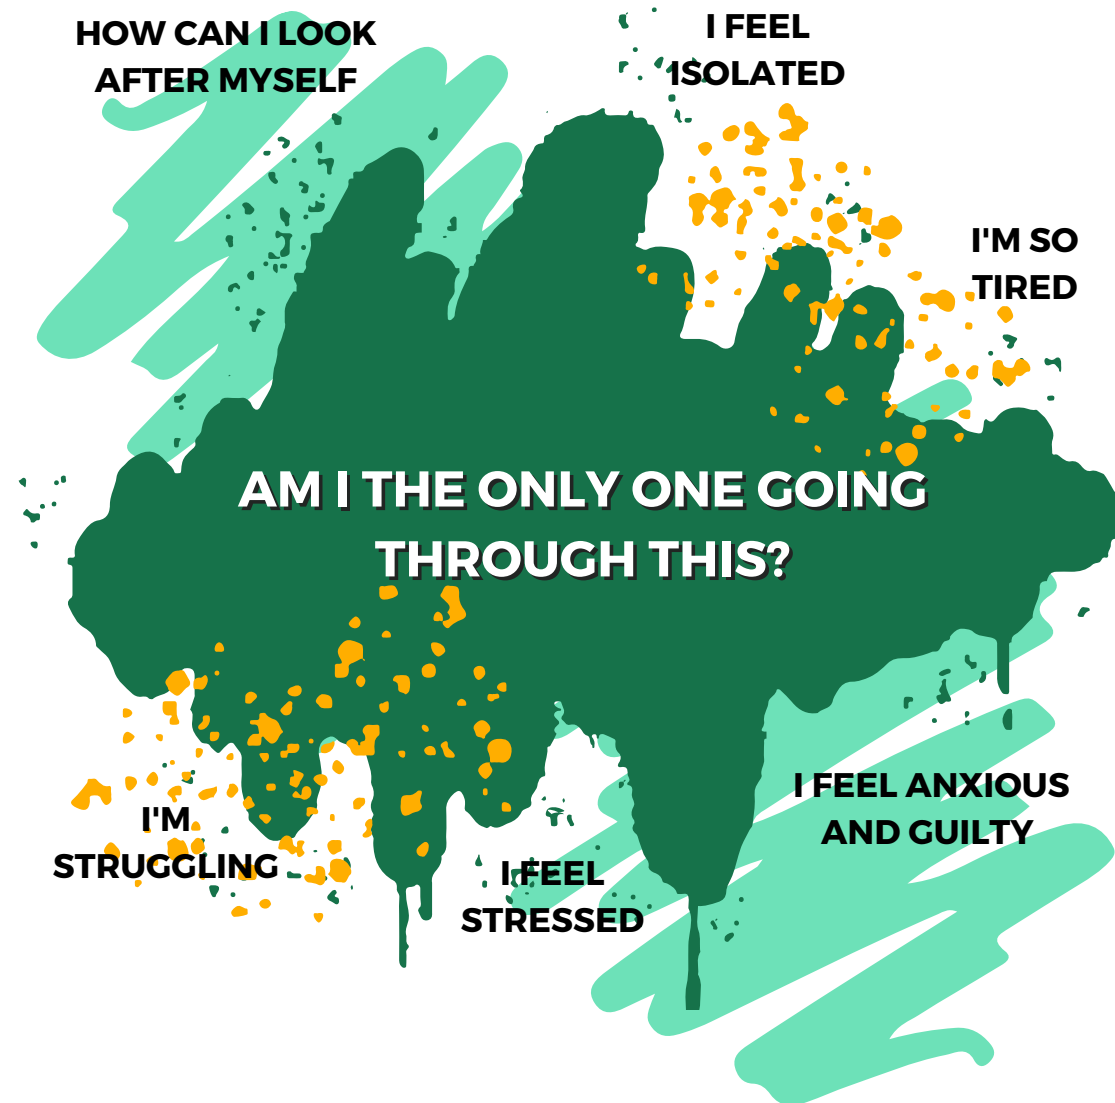 HOW CAN I LOOK
AFTER MYSELF
I FEEL
ISOLATED
I'M SO
TIRED
AM I THE ONLY ONE GOING
THROUGH THIS?
I'M
STRUGGLING
I FEEL
STRESSED
I FEEL ANXIOUS
AND GUILTY